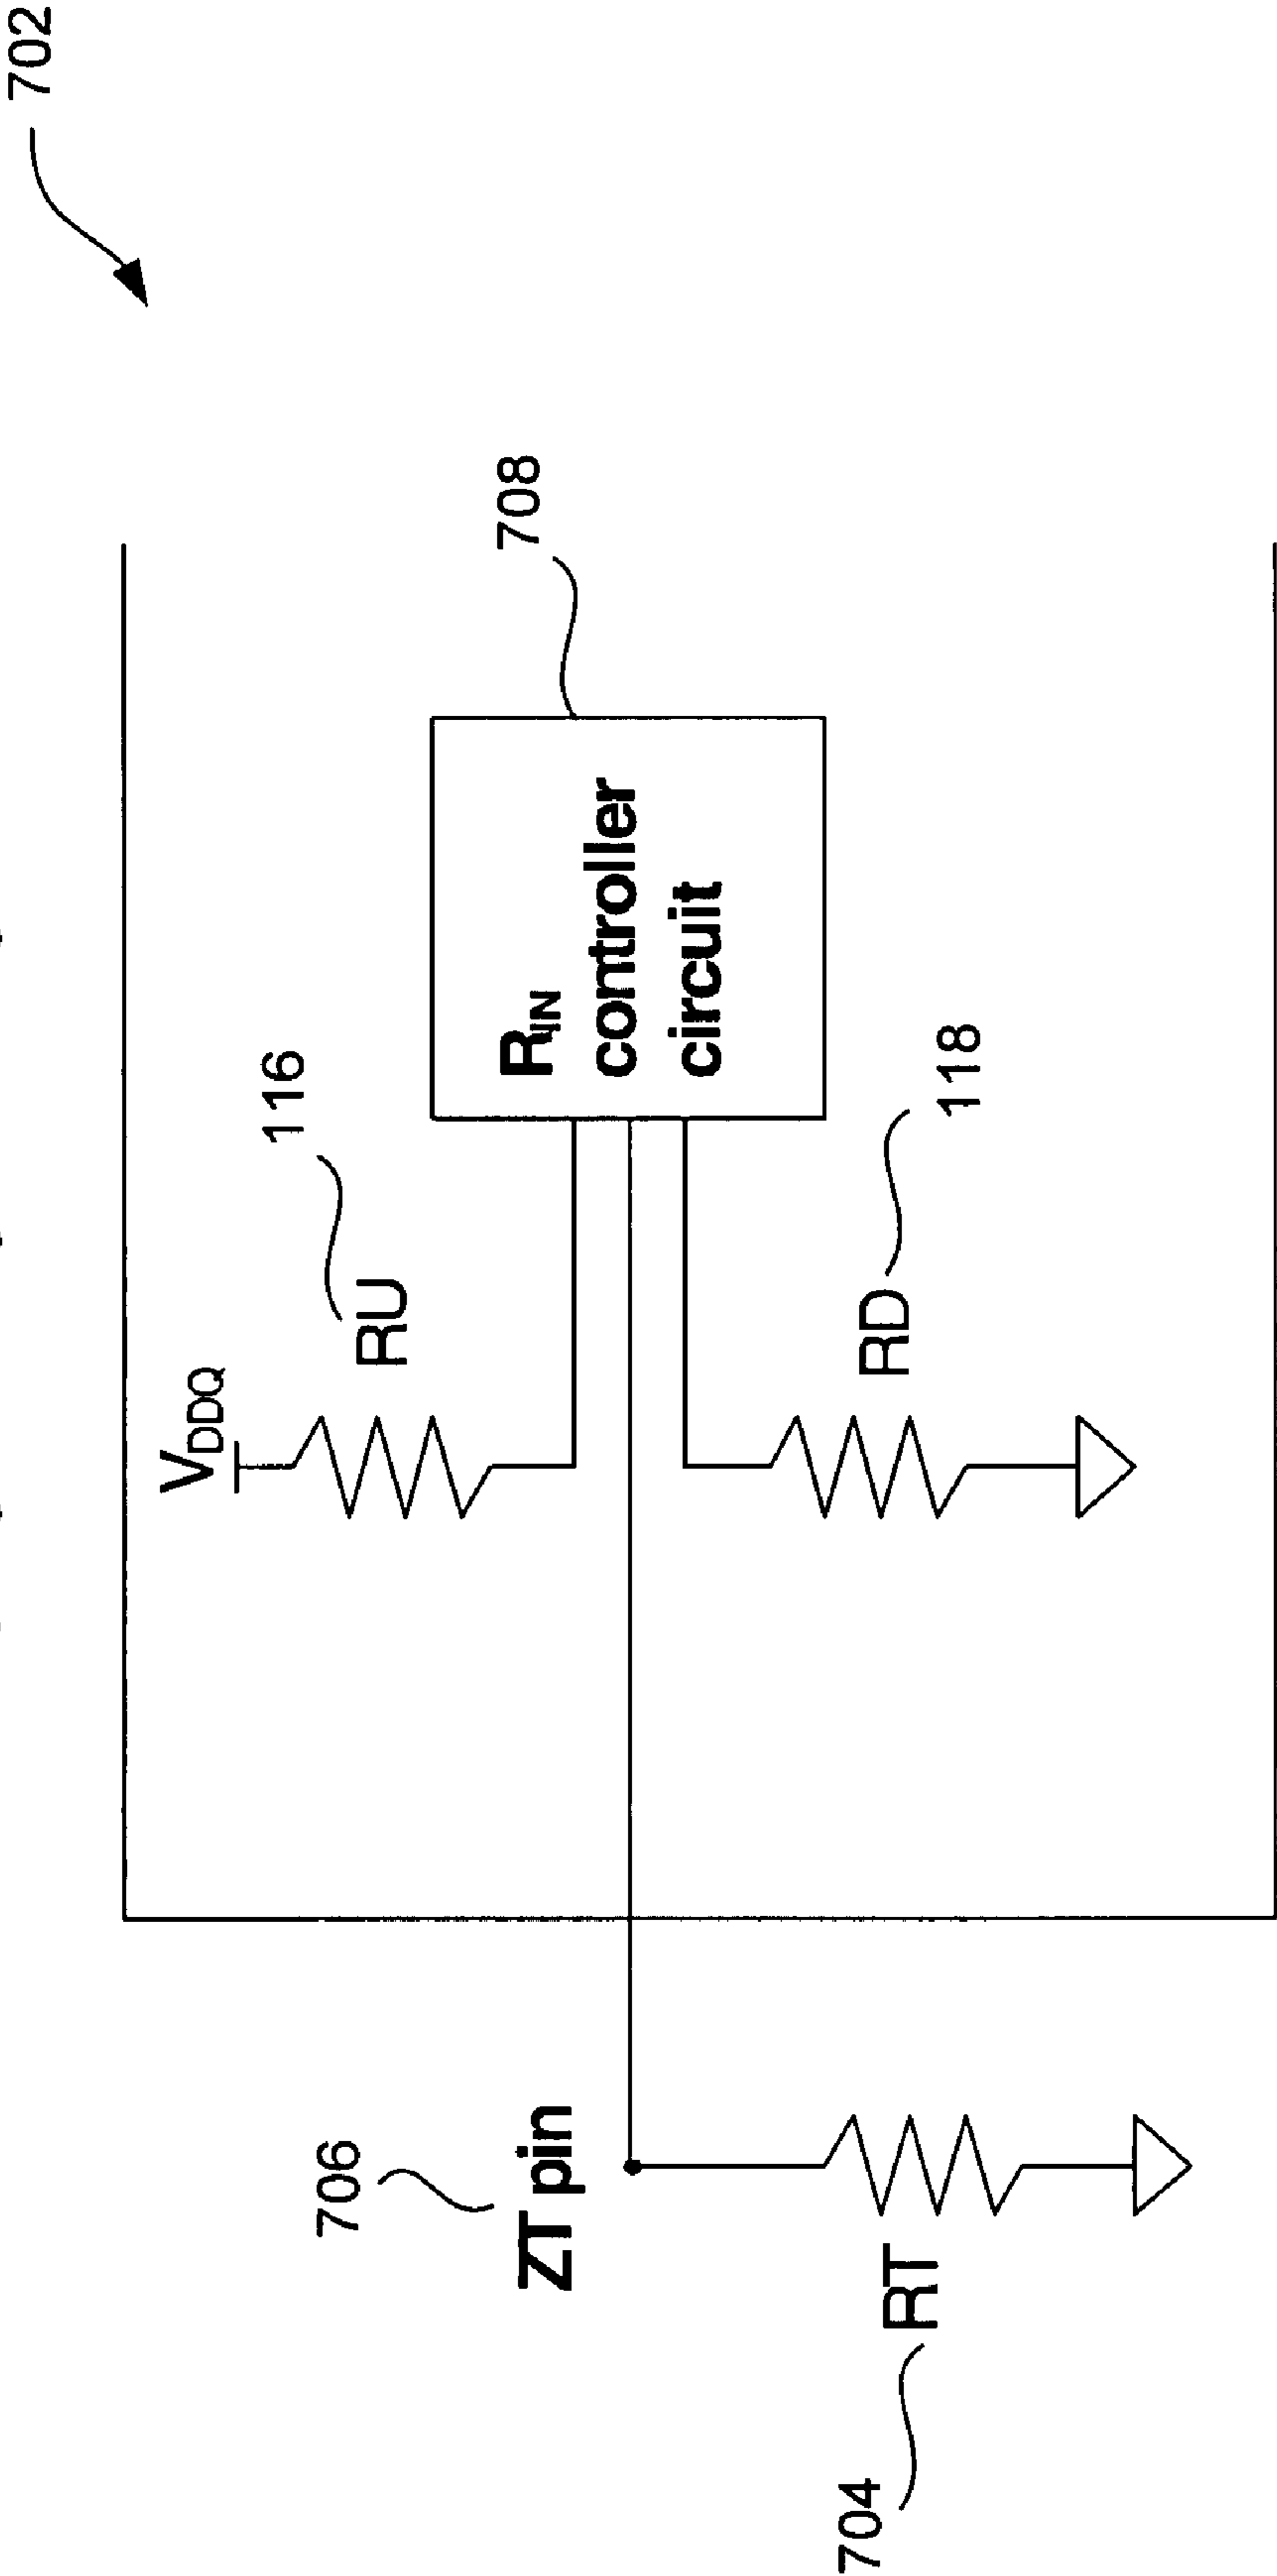 702
V_DDQ
116
RU
708
R_IN
controller
circuit
RD
118
706
ZT pin
RT
704